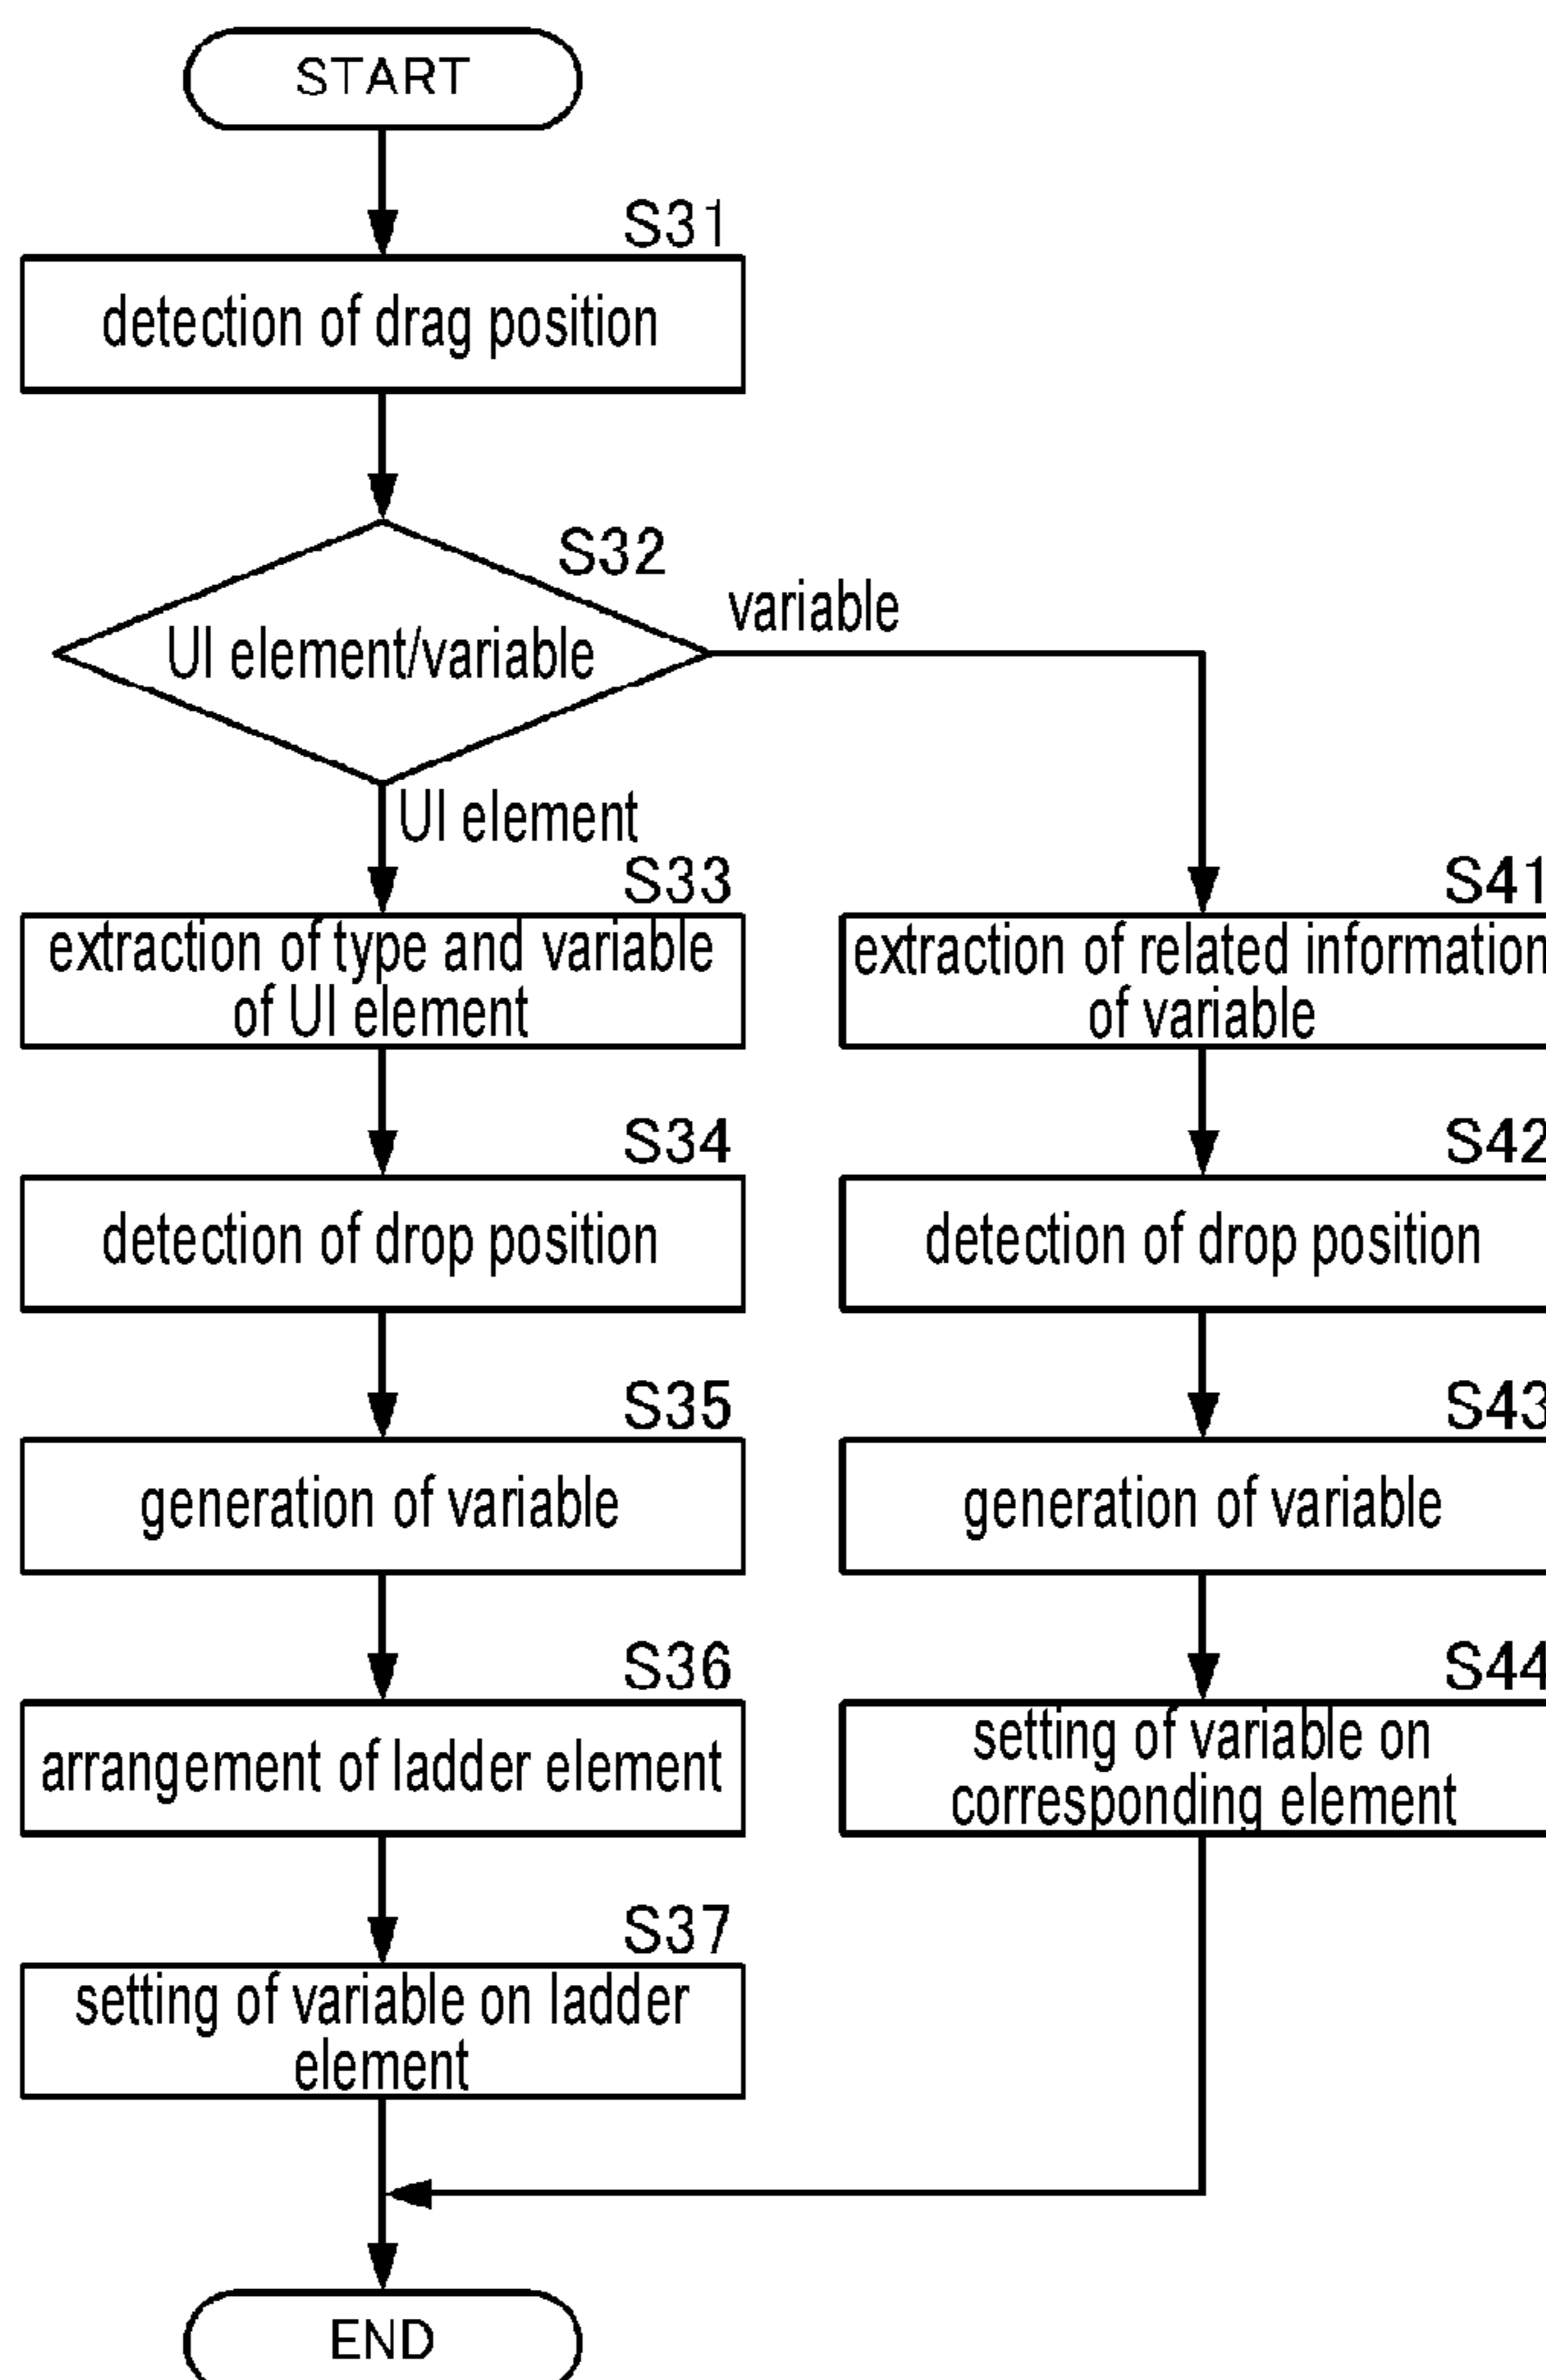 START
S31
detection of drag position
S32
UI element/variable
variable
UI element
S33
extraction of type and variable
of UI element
S34
detection of drop position
S35
generation of variable
S36
arrangement of ladder element
S37
setting of variable on ladder
element
S41
extraction of related information
of variable
S42
detection of drop position
S43
generation of variable
S44
setting of variable on
corresponding element
END